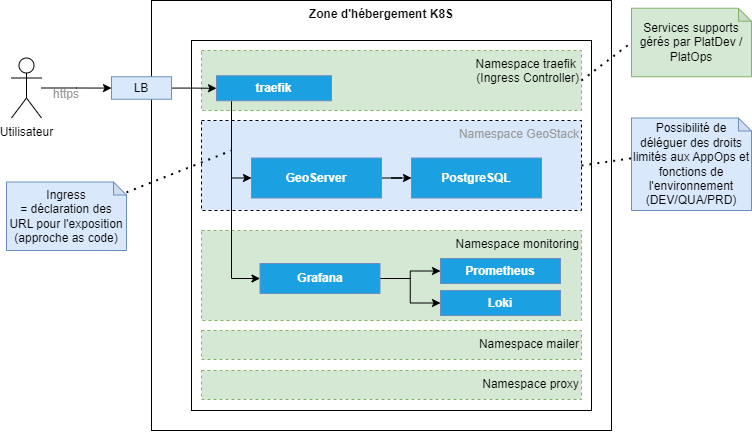 Zone d'hébergement K8S
Services supports
gérés par PlatDev /
PlatOps
Namespace traefik
(Ingress Controller)
https
LB
traefik
Utilisateur
Namespace GeoStack
Possibilité de
déléguer des droits
limités aux AppOps et
fonctions de
l'environnement
(DEV/QUA/PRD)
GeoServer
PostgreSQL
Ingress
= déclaration des
URL pour l'exposition
(approche as code)
Namespace monitoring
Grafana
Prometheus
Loki
Namespace mailer
Namespace proxy